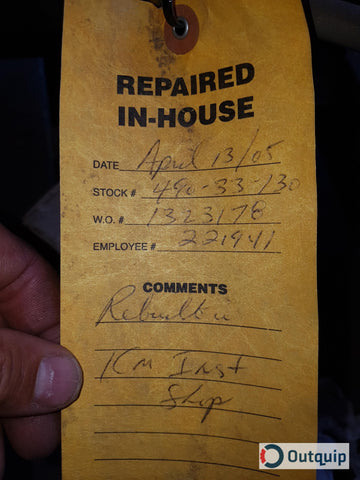 REPAIRED
IN-HOUSE
DATE April 13/05
STOCK # 490-33-130
W.O. # 1323178
EMPLOYEE # 221941
COMMENTS
Rebuilt in
ICM Inst
Shop
Outquip